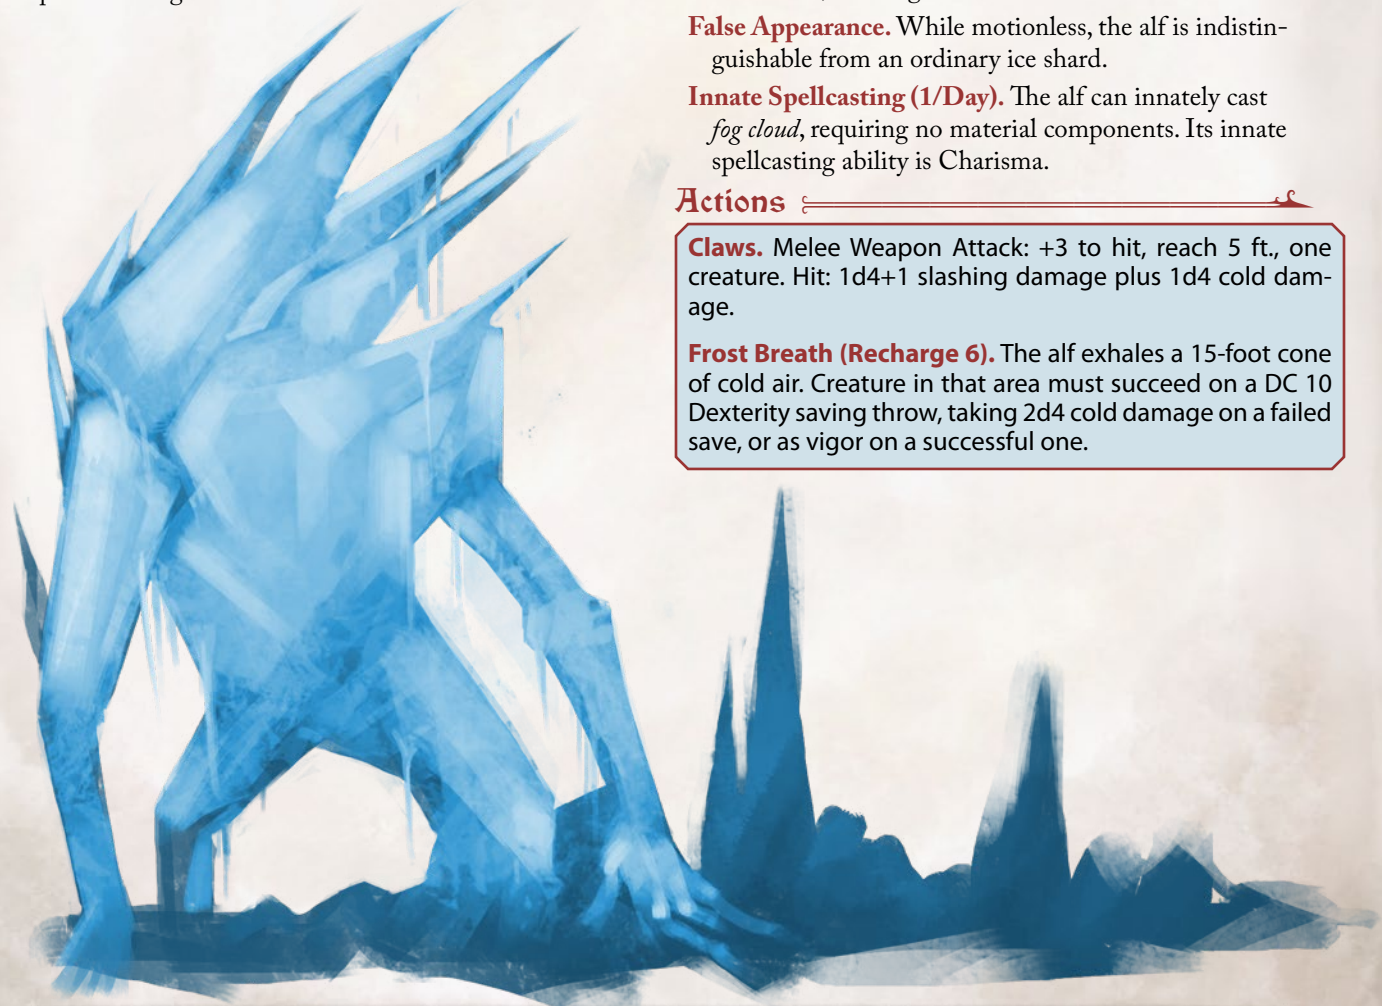 False Appearance. While motionless, the alf is indistin-
guishable from an ordinary ice shard.
Innate Spellcasting (1/Day). The alf can innately cast
fog cloud, requiring no material components. Its innate
spellcasting ability is Charisma.
Actions
Claws. Melee Weapon Attack: +3 to hit, reach 5 ft., one
creature. Hit: 1d4+1 slashing damage plus 1d4 cold dam-
age.
Frost Breath (Recharge 6). The alf exhales a 15-foot cone
of cold air. Creature in that area must succeed on a DC 10
Dexterity saving throw, taking 2d4 cold damage on a failed
save, or as vigor on a successful one.